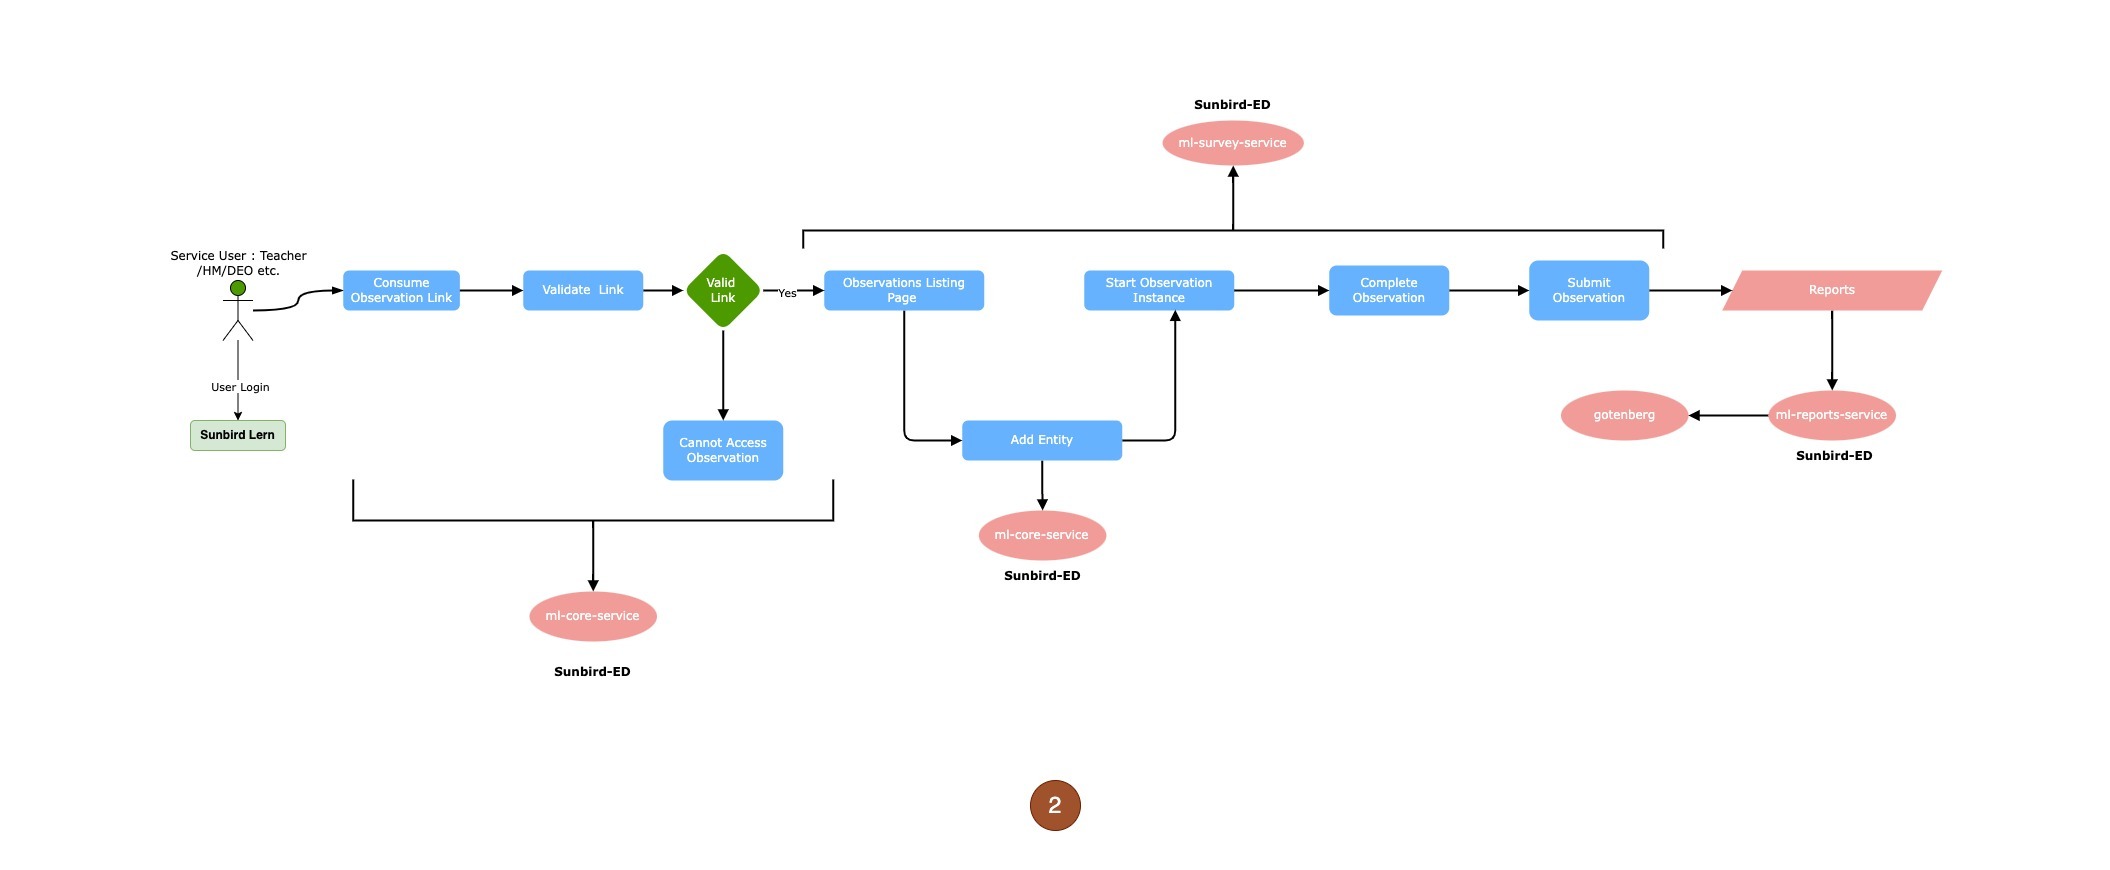 Sunbird-ED
ml-survey-service
Service User : Teacher
/HM/DEO etc.
Consume
Observation Link
Validate  Link
Valid
Link
Yes
Observations Listing
Page
Start Observation
Instance
Complete
Observation
Submit
Observation
Reports
User Login
Sunbird Lern
Cannot Access
Observation
Add Entity
gotenberg
ml-reports-service
Sunbird-ED
ml-core-service
Sunbird-ED
ml-core-service
Sunbird-ED
2